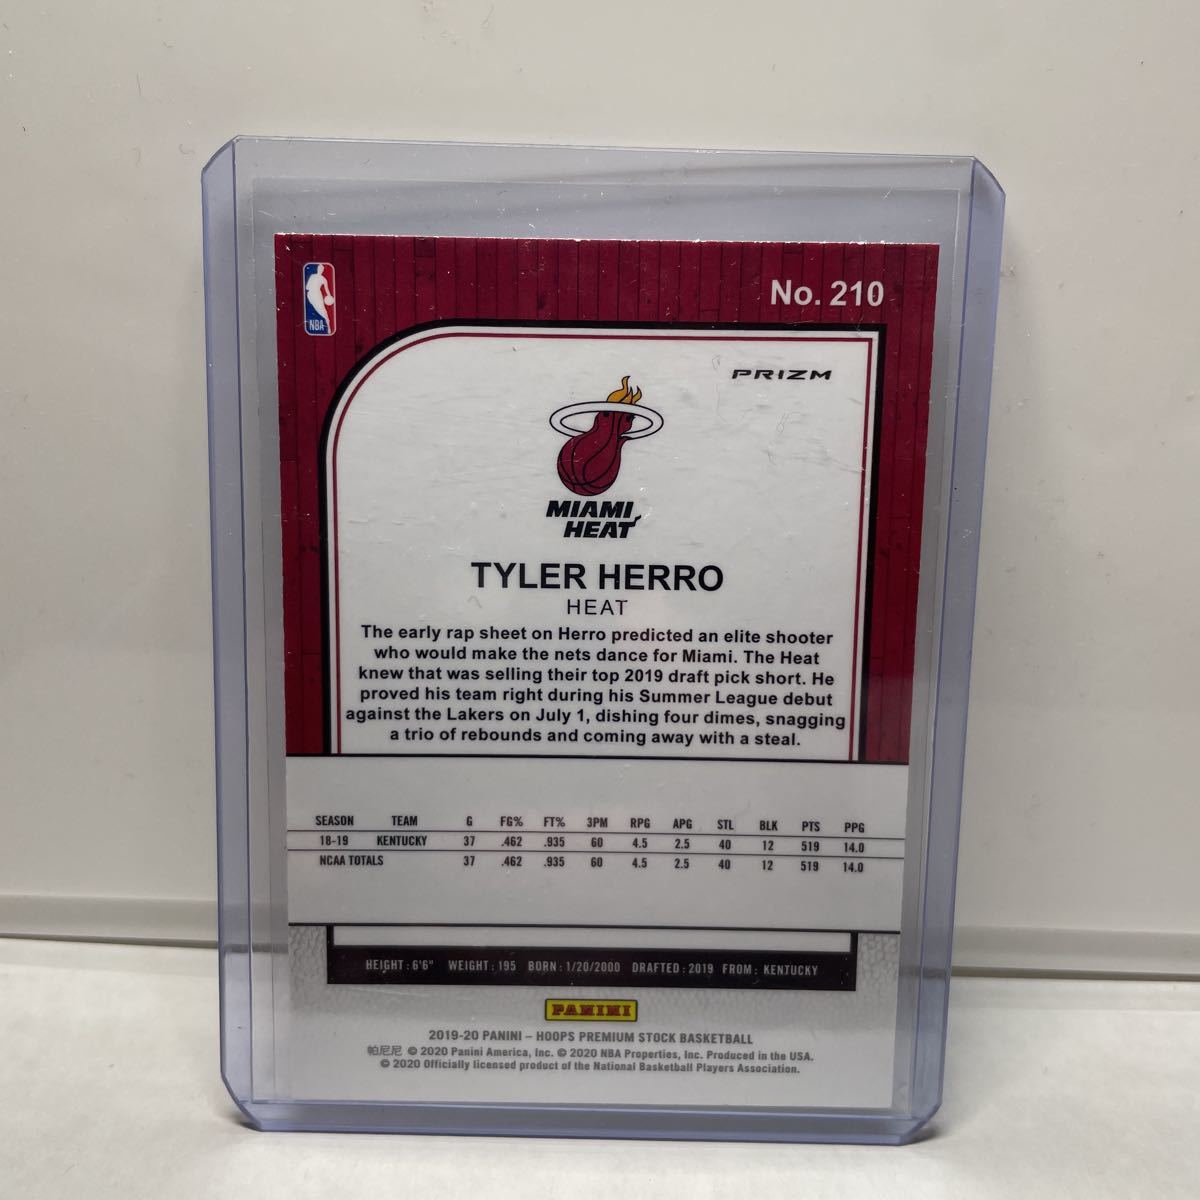 NBA
No. 210
PRIZM
MIAMI
HEAT
TYLER HERRO
HEAT
The early rap sheet on Herro predicted an elite shooter
who would make the nets dance for Miami. The Heat
knew that was selling their top 2019 draft pick short. He
proved his team right during his Summer League debut
against the Lakers on July 1, dishing four dimes, snagging
a trio of rebounds and coming away with a steal.
SEASON TEAM G FG% FT% 3PM RPG APG STL BLK PTS PPG
18-19 KENTUCKY 37 .462 .935 60 4.5 2.5 40 12 519 14.0
NCAA TOTALS 37 .462 .935 60 4.5 2.5 40 12 519 14.0
HEIGHT: 6'6" WEIGHT: 195 BORN: 1/20/2000 DRAFTED: 2019 FROM: KENTUCKY
PANINI
2019-20 PANINI – HOOPS PREMIUM STOCK BASKETBALL
帕尼尼 © 2020 Panini America, Inc. © 2020 NBA Properties, Inc. Produced in the USA.
© 2020 Officially licensed product of the National Basketball Players Association.